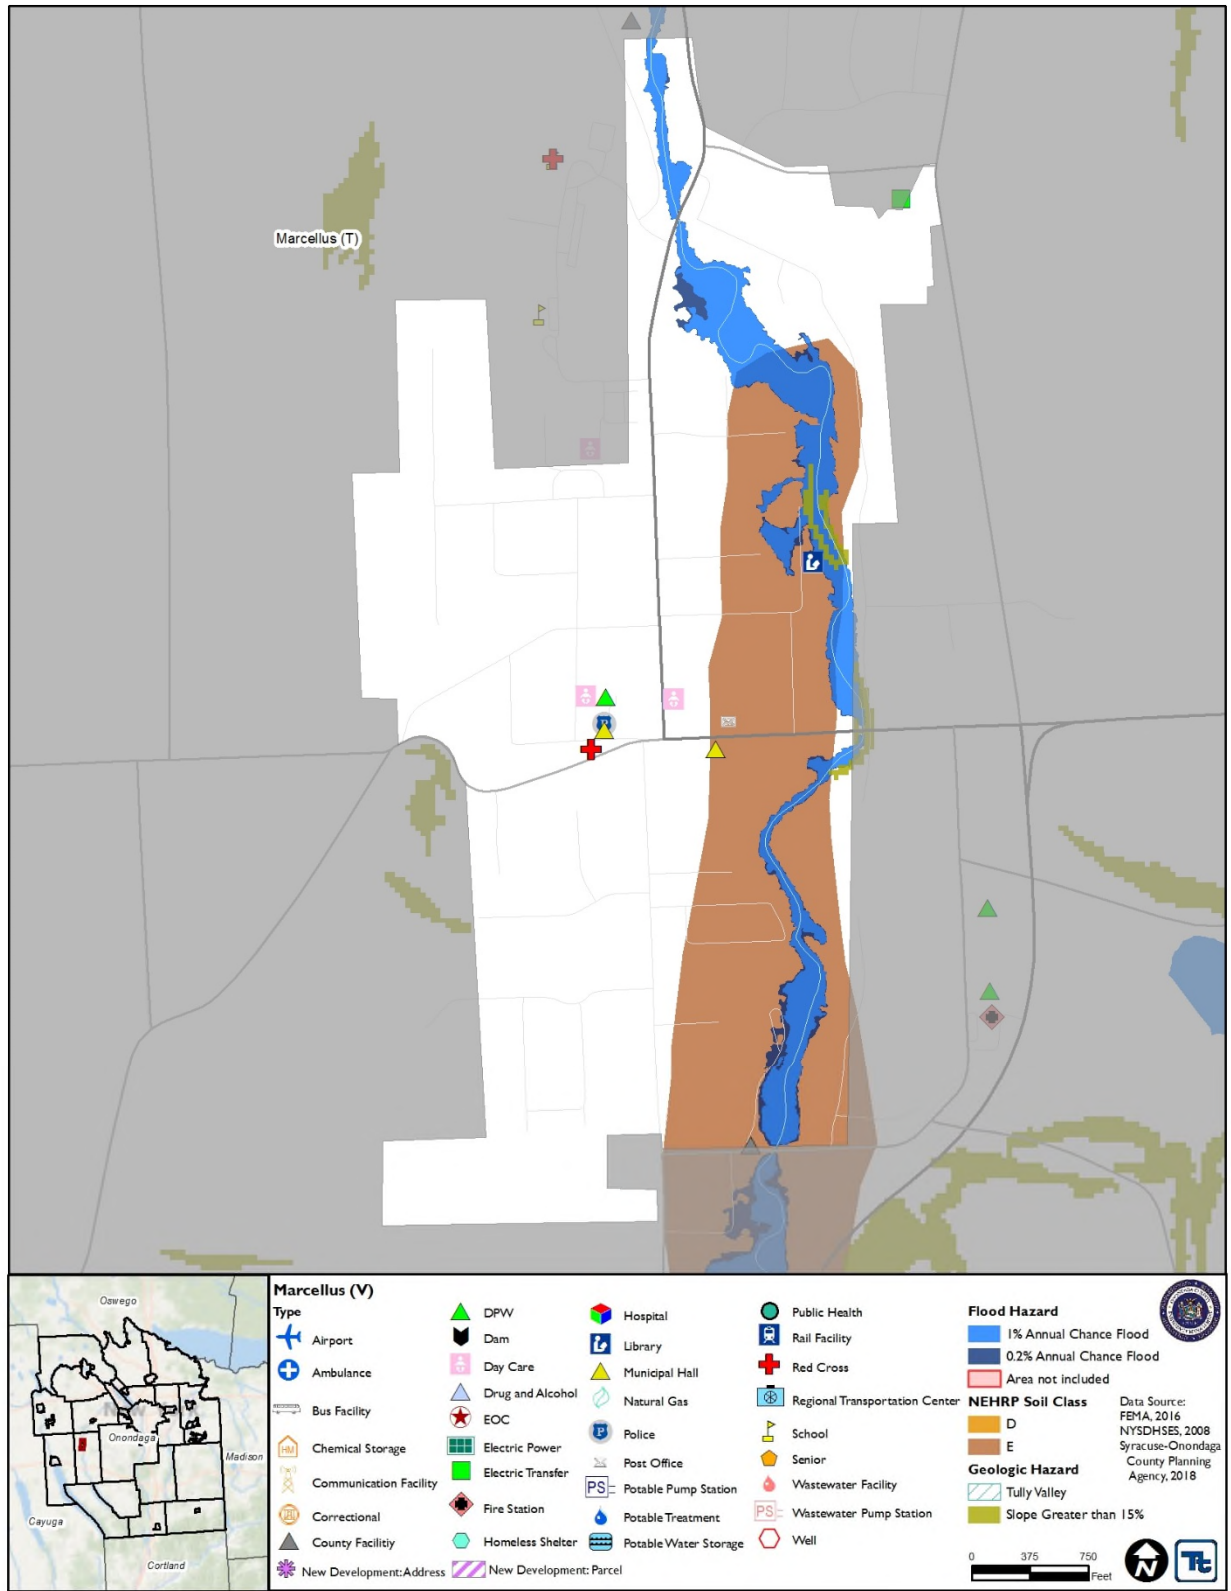 Marcellus (T)
Oswego
Onondaga
Madison
Cayuga
Cortland
Marcellus (V)
Type
Airport
Ambulance
Bus Facility
HM Chemical Storage
Communication Facility
Correctional
County Facilitiy
New Development: Address
DPW
Dam
Day Care
Drug and Alcohol
EOC
Electric Power
Electric Transfer
Fire Station
Homeless Shelter
New Development: Parcel
Hospital
Library
Municipal Hall
Natural Gas
P Police
Post Office
PS Potable Pump Station
Potable Treatment
Potable Water Storage
Public Health
Rail Facility
Red Cross
Regional Transportation Center
School
Senior
Wastewater Facility
PS Wastewater Pump Station
Well
Flood Hazard
1% Annual Chance Flood
0.2% Annual Chance Flood
Area not included
NEHRP Soil Class
D
E
Geologic Hazard
Tully Valley
Slope Greater than 15%
Data Source:
FEMA, 2016
NYSDHSES, 2008
Syracuse-Onondaga
County Planning
Agency, 2018
0 375 750
Feet
N
Tt